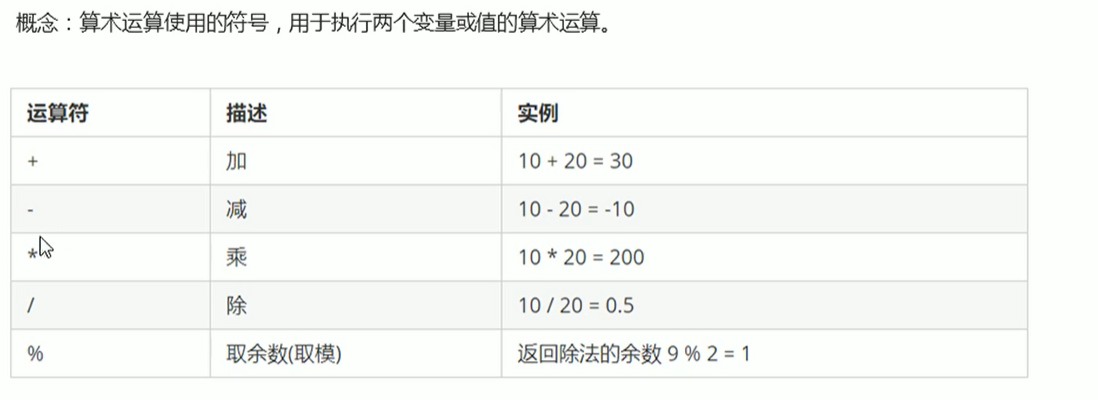 概念：算术运算使用的符号，用于执行两个变量或值的算术运算。
运算符 描述 实例
+ 加 10 + 20 = 30
- 减 10 - 20 = -10
* 乘 10 * 20 = 200
/ 除 10 / 20 = 0.5
% 取余数(取模) 返回除法的余数 9 % 2 = 1